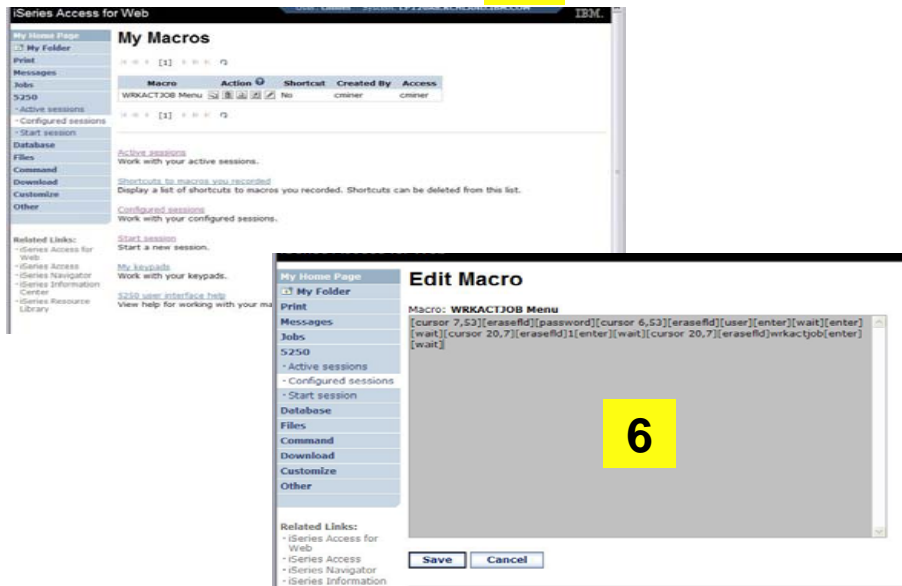 iSeries Access for Web
IBM.
My Home Page
My Folder
Print
Messages
Jobs
5250
- Active sessions
- Configured sessions
- Start session
Database
Files
Command
Download
Customize
Other
Related Links:
- iSeries Access for
Web
- iSeries Access
- iSeries Navigator
- iSeries Information
Center
- iSeries Resource
Library
My Macros
[1]
Macro Action Shortcut Created By Access
WRKACTJOB Menu No cminer cminer
[1]
Active sessions
Work with your active sessions.
Shortcuts to macros you recorded
Display a list of shortcuts to macros you recorded. Shortcuts can be deleted from this list.
Configured sessions
Work with your configured sessions.
Start session
Start a new session.
My keypads
Work with your keypads.
5250 user interface help
View help for working with your ma
My Home Page
My Folder
Print
Messages
Jobs
5250
- Active sessions
- Configured sessions
- Start session
Database
Files
Command
Download
Customize
Other
Related Links:
- iSeries Access for
Web
- iSeries Access
- iSeries Navigator
- iSeries Information
Edit Macro
Macro: WRKACTJOB Menu
[cursor 7,53][erasefld][password][cursor 6,53][erasefld][user][enter][wait][enter]
[wait][cursor 20,7][erasefld]1[enter][wait][cursor 20,7][erasefld]wrkactjob[enter]
[wait]
6
Save Cancel